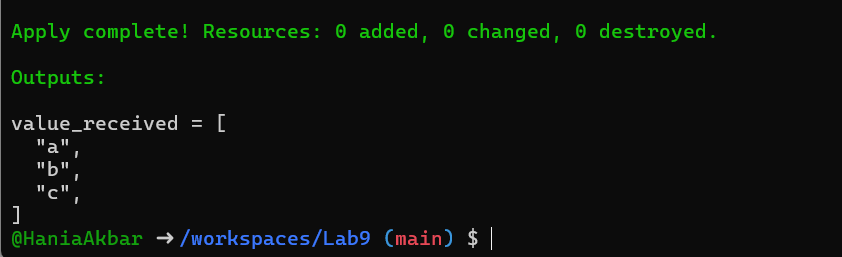 Apply complete! Resources: 0 added, 0 changed, 0 destroyed.
Outputs:
value_received = [
  "a",
  "b",
  "c",
]
@HaniaAkbar ➜/workspaces/Lab9 (main) $